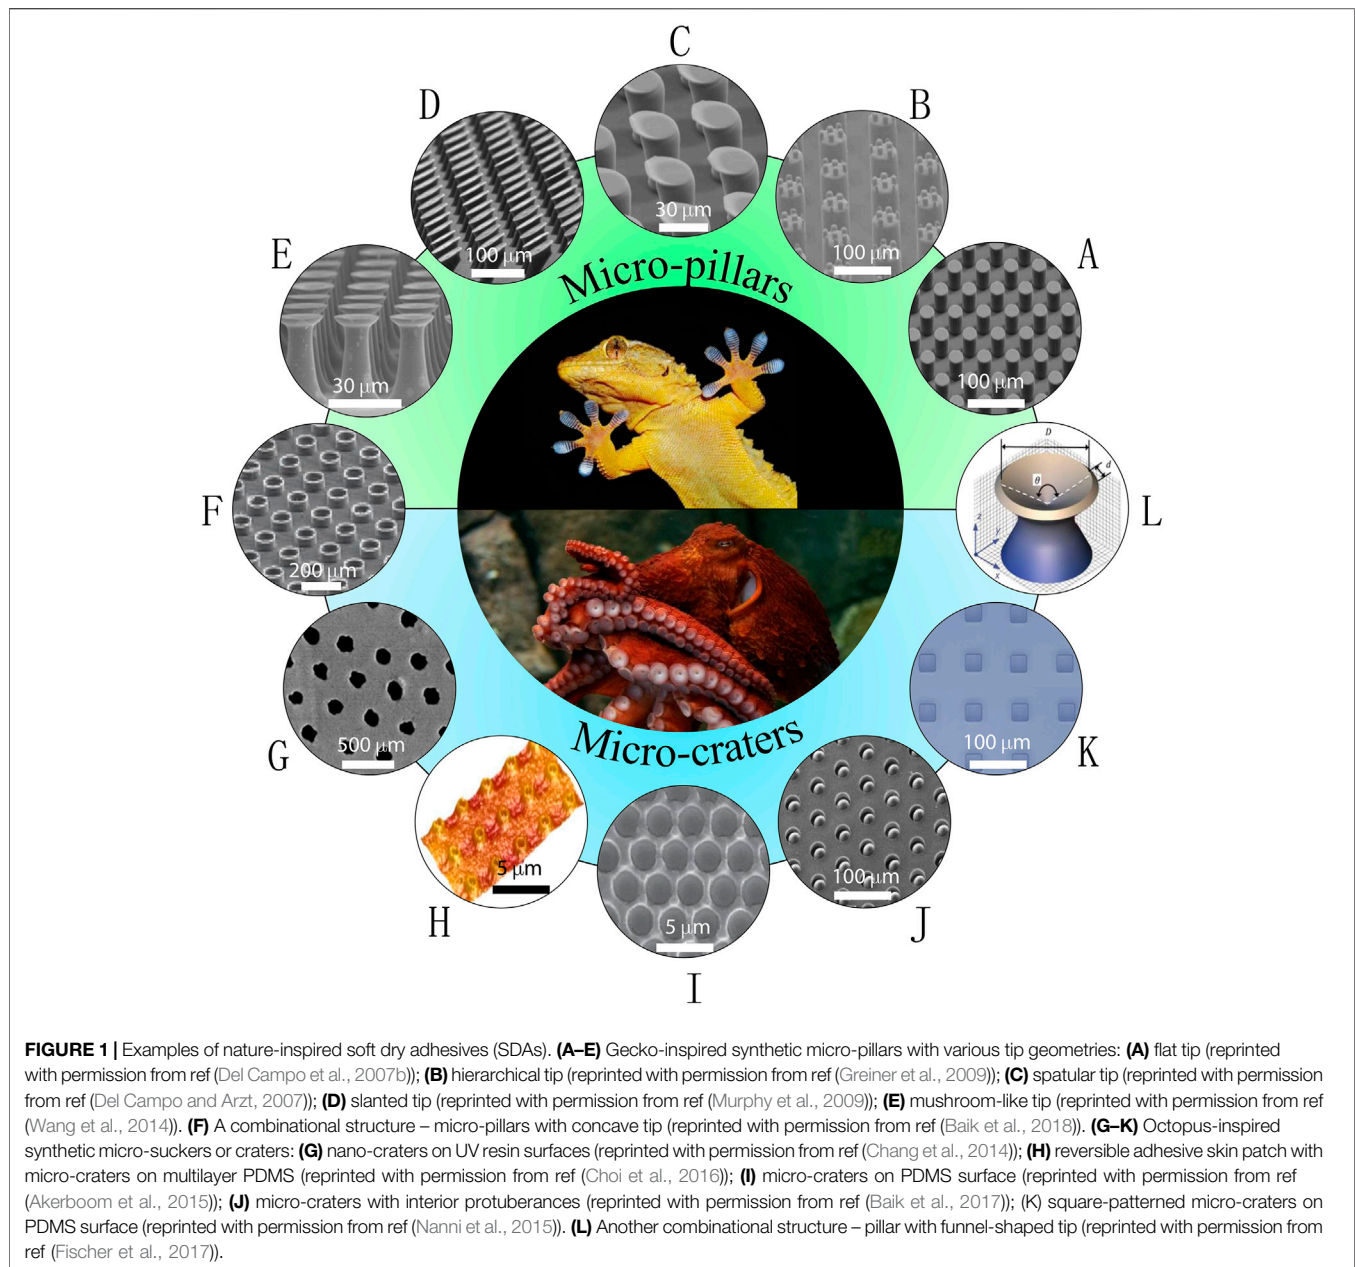 C
D
B
30 μm
100 μm
100 μm
E
A
Micro-pillars
30 μm
100 μm
D
d
θ
F
L
z
y
x
200 μm
G
500 μm
Micro-craters
100 μm
K
H
5 μm
5 μm
100 μm
J
I
FIGURE 1 | Examples of nature-inspired soft dry adhesives (SDAs). (A–E) Gecko-inspired synthetic micro-pillars with various tip geometries: (A) flat tip (reprinted
with permission from ref (Del Campo et al., 2007b)); (B) hierarchical tip (reprinted with permission from ref (Greiner et al., 2009)); (C) spatular tip (reprinted with permission
from ref (Del Campo and Arzt, 2007)); (D) slanted tip (reprinted with permission from ref (Murphy et al., 2009)); (E) mushroom-like tip (reprinted with permission from ref
(Wang et al., 2014)). (F) A combinational structure – micro-pillars with concave tip (reprinted with permission from ref (Baik et al., 2018)). (G–K) Octopus-inspired
synthetic micro-suckers or craters: (G) nano-craters on UV resin surfaces (reprinted with permission from ref (Chang et al., 2014)); (H) reversible adhesive skin patch with
micro-craters on multilayer PDMS (reprinted with permission from ref (Choi et al., 2016)); (I) micro-craters on PDMS surface (reprinted with permission from ref
(Akerboom et al., 2015)); (J) micro-craters with interior protuberances (reprinted with permission from ref (Baik et al., 2017)); (K) square-patterned micro-craters on
PDMS surface (reprinted with permission from ref (Nanni et al., 2015)). (L) Another combinational structure – pillar with funnel-shaped tip (reprinted with permission from
ref (Fischer et al., 2017)).